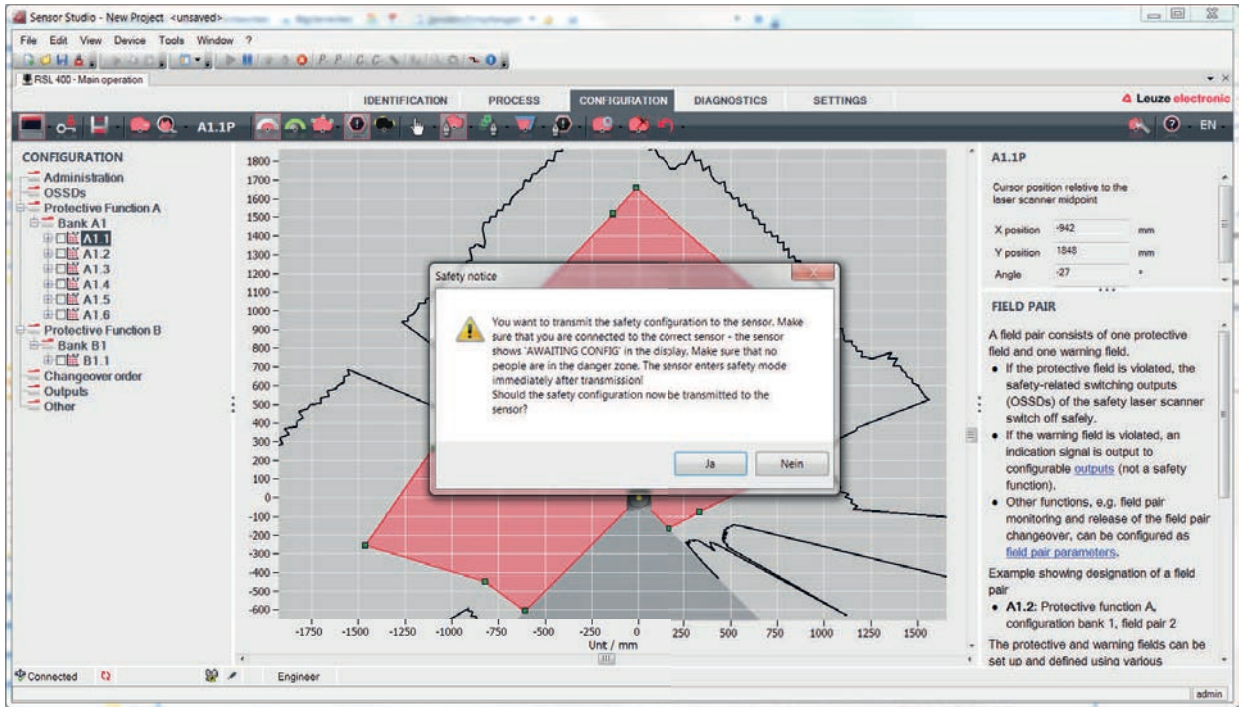 Sensor Studio - New Project <unsaved>
File Edit View Device Tools Window ?
RSL 400 - Main operation
IDENTIFICATION PROCESS CONFIGURATION DIAGNOSTICS SETTINGS
Leuze electronic
A1.1P
EN
CONFIGURATION
Administration
OSSDs
Protective Function A
Bank A1
A1.1
A1.2
A1.3
A1.4
A1.5
A1.6
Protective Function B
Bank B1
B1.1
Changeover order
Outputs
Other
1800
1700
1600
1500
1400
1300
1200
1100
1000
900
800
700
600
500
400
300
200
100
0
-100
-200
-300
-400
-500
-600
-1750 -1500 -1250 -1000 -750 -500 -250 0 250 500 750 1000 1250 1500
Unit / mm
Safety notice
You want to transmit the safety configuration to the sensor. Make
sure that you are connected to the correct sensor - the sensor
shows 'AWAITING CONFIG' in the display. Make sure that no
people are in the danger zone. The sensor enters safety mode
immediately after transmission!
Should the safety configuration now be transmitted to the
sensor?
Ja Nein
A1.1P
Cursor position relative to the
laser scanner midpoint
X position -942 mm
Y position 1848 mm
Angle -27 °
FIELD PAIR
A field pair consists of one protective
field and one warning field.
• If the protective field is violated, the
safety-related switching outputs
(OSSDs) of the safety laser scanner
switch off safely.
• If the warning field is violated, an
indication signal is output to
configurable outputs (not a safety
function).
• Other functions, e.g. field pair
monitoring and release of the field pair
changeover, can be configured as
field pair parameters.
Example showing designation of a field
pair
• A1.2: Protective function A,
configuration bank 1, field pair 2
The protective and warning fields can be
set up and defined using various
Connected
Engineer
admin